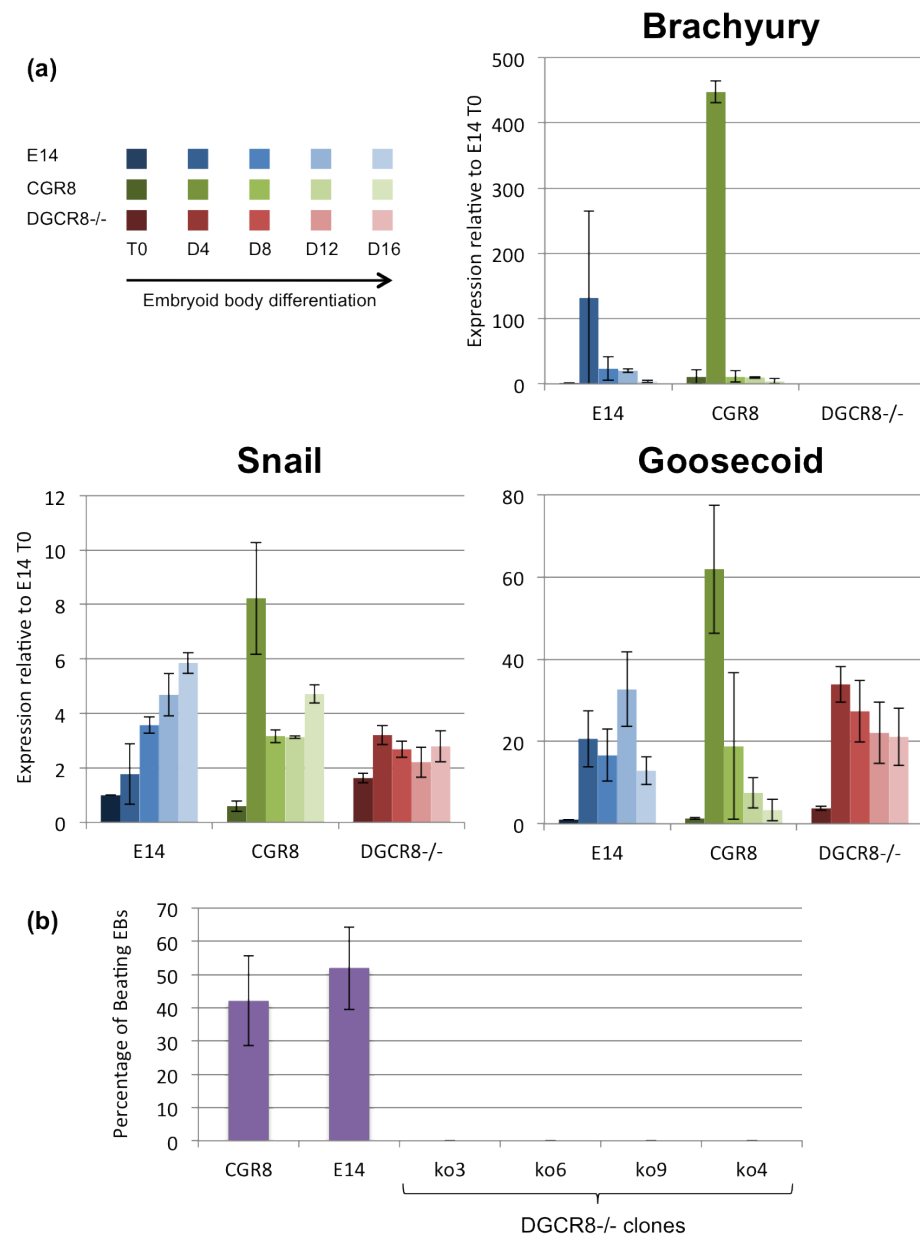 (a)
E14
CGR8
DGCR8-/-
T0 D4 D8 D12 D16
Embryoid body differentiation
Brachyury
Expression relative to E14 T0
500
400
300
200
100
0
E14 CGR8 DGCR8-/-
Snail
Expression relative to E14 T0
12
10
8
6
4
2
0
E14 CGR8 DGCR8-/-
Goosecoid
80
60
40
20
0
E14 CGR8 DGCR8-/-
(b)
Percentage of Beating EBs
70
60
50
40
30
20
10
0
CGR8 E14 ko3 ko6 ko9 ko4
DGCR8-/- clones